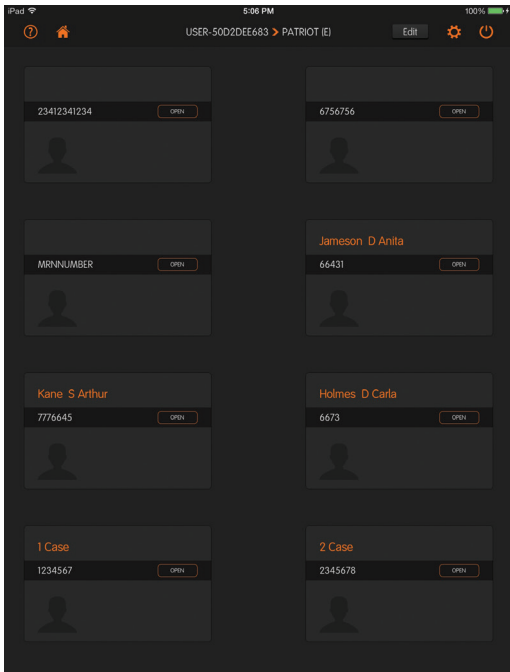 iPad 5:06 PM 100%
? USER-50D2DEE683 > PATRIOT (E) Edit
23412341234 OPEN
6756756 OPEN
MRNNUMBER OPEN
Jameson D Anita
66431 OPEN
Kane S Arthur
7776645 OPEN
Holmes D Carla
6673 OPEN
1 Case
1234567 OPEN
2 Case
2345678 OPEN